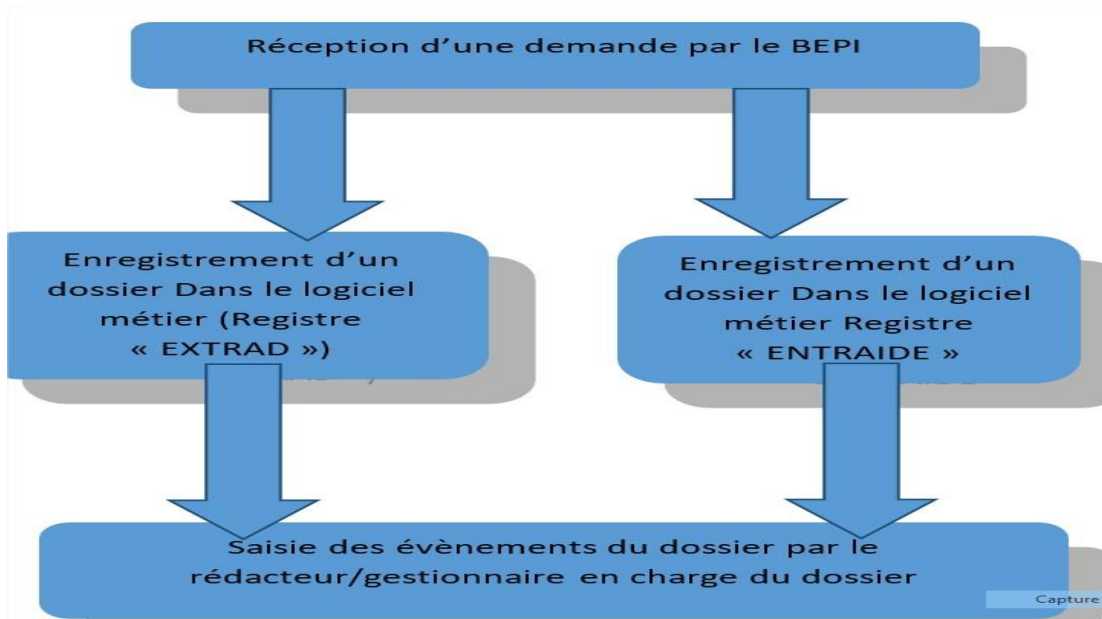 Réception d’une demande par le BEPI
Enregistrement d’un
dossier Dans le logiciel
métier (Registre
« EXTRAD »)
Enregistrement d’un
dossier Dans le logiciel
métier Registre
« ENTRAIDE »
Saisie des évènements du dossier par le
rédacteur/gestionnaire en charge du dossier
Capture